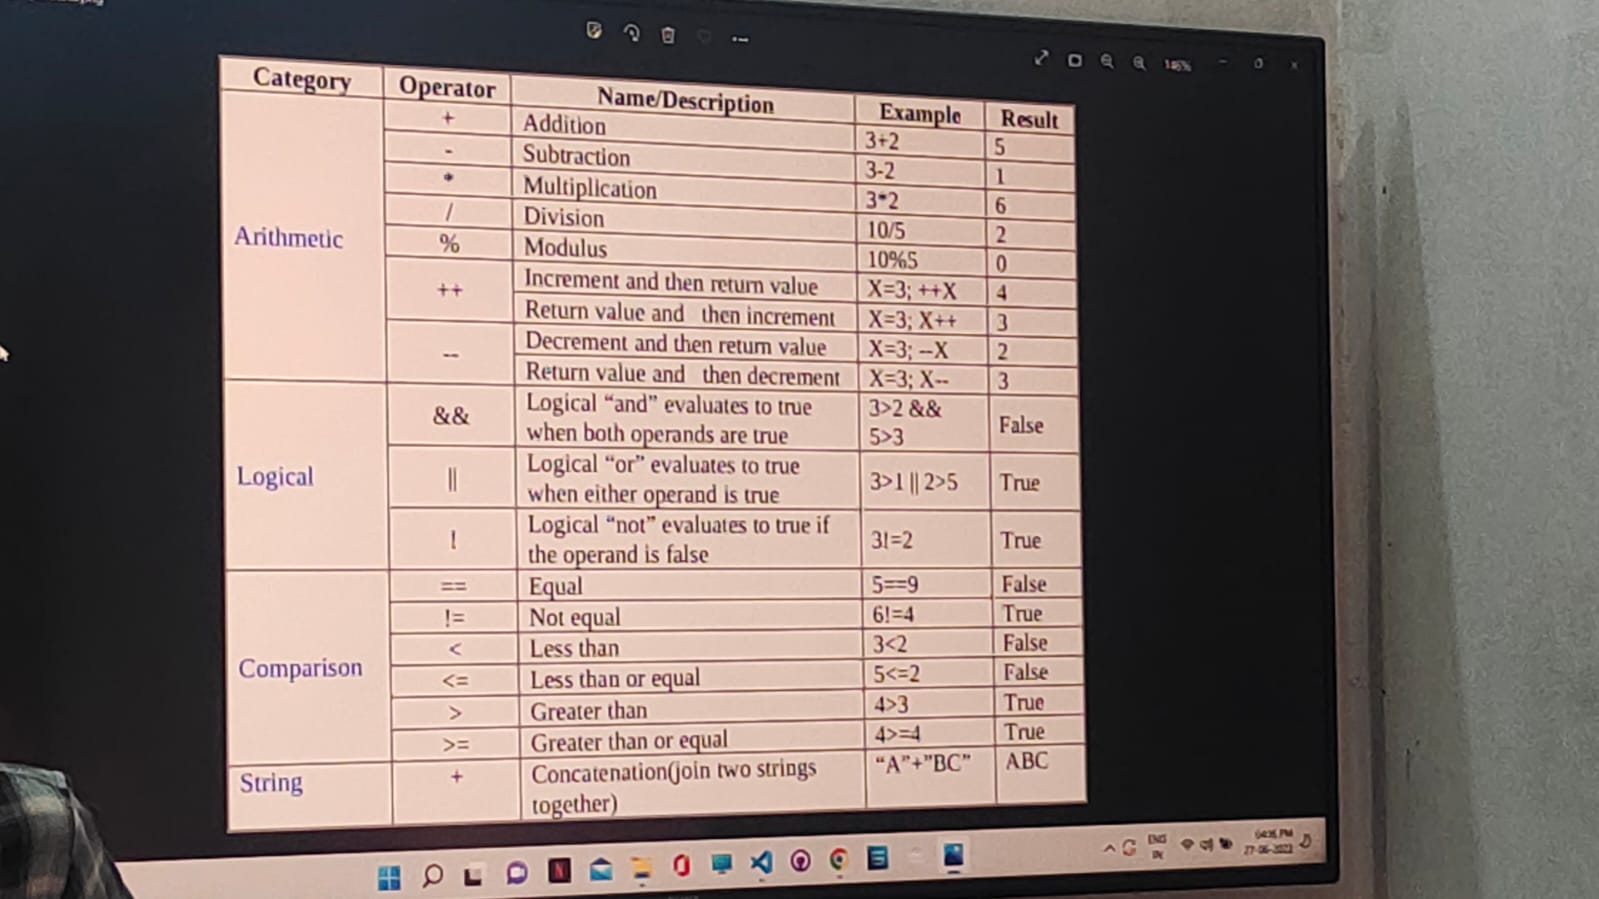 146%
Category Operator Name/Description Example Result
Arithmetic
+ Addition 3+2 5
- Subtraction 3-2 1
* Multiplication 3*2 6
/ Division 10/5 2
% Modulus 10%5 0
++ Increment and then return value X=3; ++X 4
Return value and then increment X=3; X++ 3
-- Decrement and then return value X=3; --X 2
Return value and then decrement X=3; X-- 3
Logical
&& Logical “and” evaluates to true 3>2 && False
when both operands are true 5>3
|| Logical “or” evaluates to true 3>1 || 2>5 True
when either operand is true
! Logical “not” evaluates to true if 3!=2 True
the operand is false
Comparison
== Equal 5==9 False
!= Not equal 6!=4 True
< Less than 3<2 False
<= Less than or equal 5<=2 False
> Greater than 4>3 True
>= Greater than or equal 4>=4 True
String + Concatenation(join two strings “A”+”BC” ABC
together)
ENG
IN